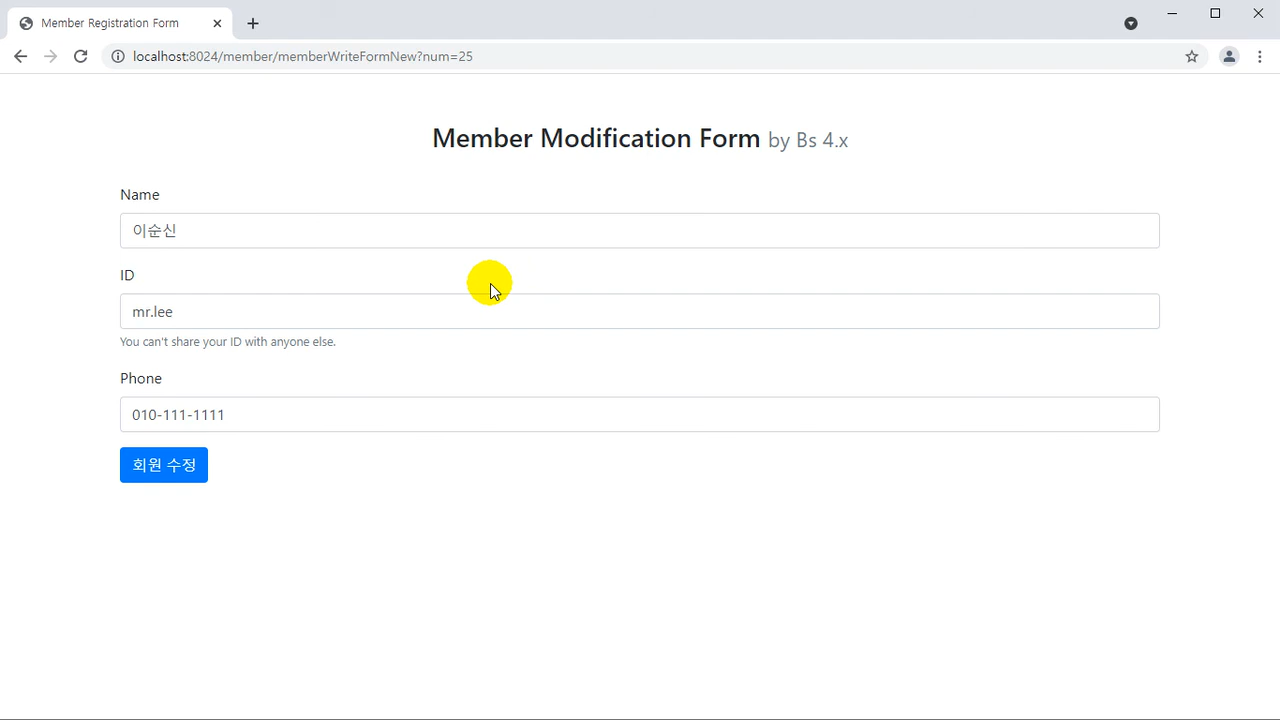 Member Registration Form
localhost:8024/member/memberWriteFormNew?num=25
Member Modification Form by Bs 4.x
Name
이순신
ID
mr.lee
You can't share your ID with anyone else.
Phone
010-111-1111
회원 수정